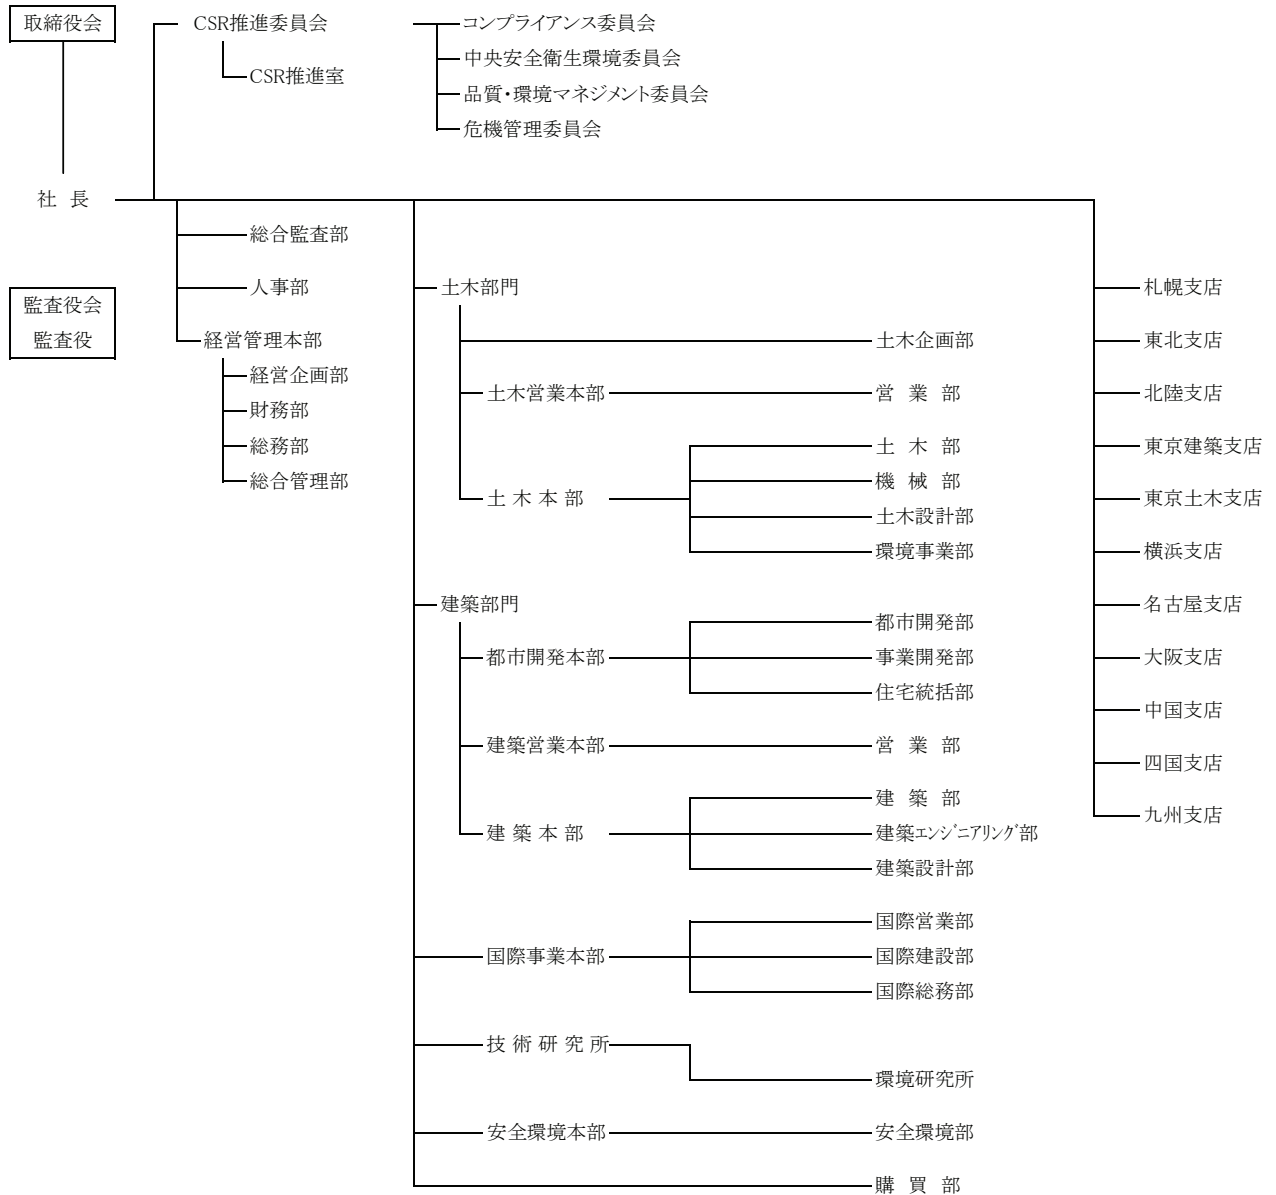 取締役会
CSR推進委員会
コンプライアンス委員会
中央安全衛生環境委員会
CSR推進室
品質・環境マネジメント委員会
危機管理委員会
社 長
総合監査部
人事部
監査役会
監査役
経営管理本部
経営企画部
財務部
総務部
総合管理部
土木部門
土木企画部
土木営業本部
営 業 部
土 木 本 部
土 木 部
機 械 部
土木設計部
環境事業部
建築部門
都市開発本部
都市開発部
事業開発部
住宅統括部
建築営業本部
営 業 部
建 築 本 部
建 築 部
建築エンジニアリング部
建築設計部
国際事業本部
国際営業部
国際建設部
国際総務部
技 術 研 究 所
環境研究所
安全環境本部
安全環境部
購 買 部
札幌支店
東北支店
北陸支店
東京建築支店
東京土木支店
横浜支店
名古屋支店
大阪支店
中国支店
四国支店
九州支店